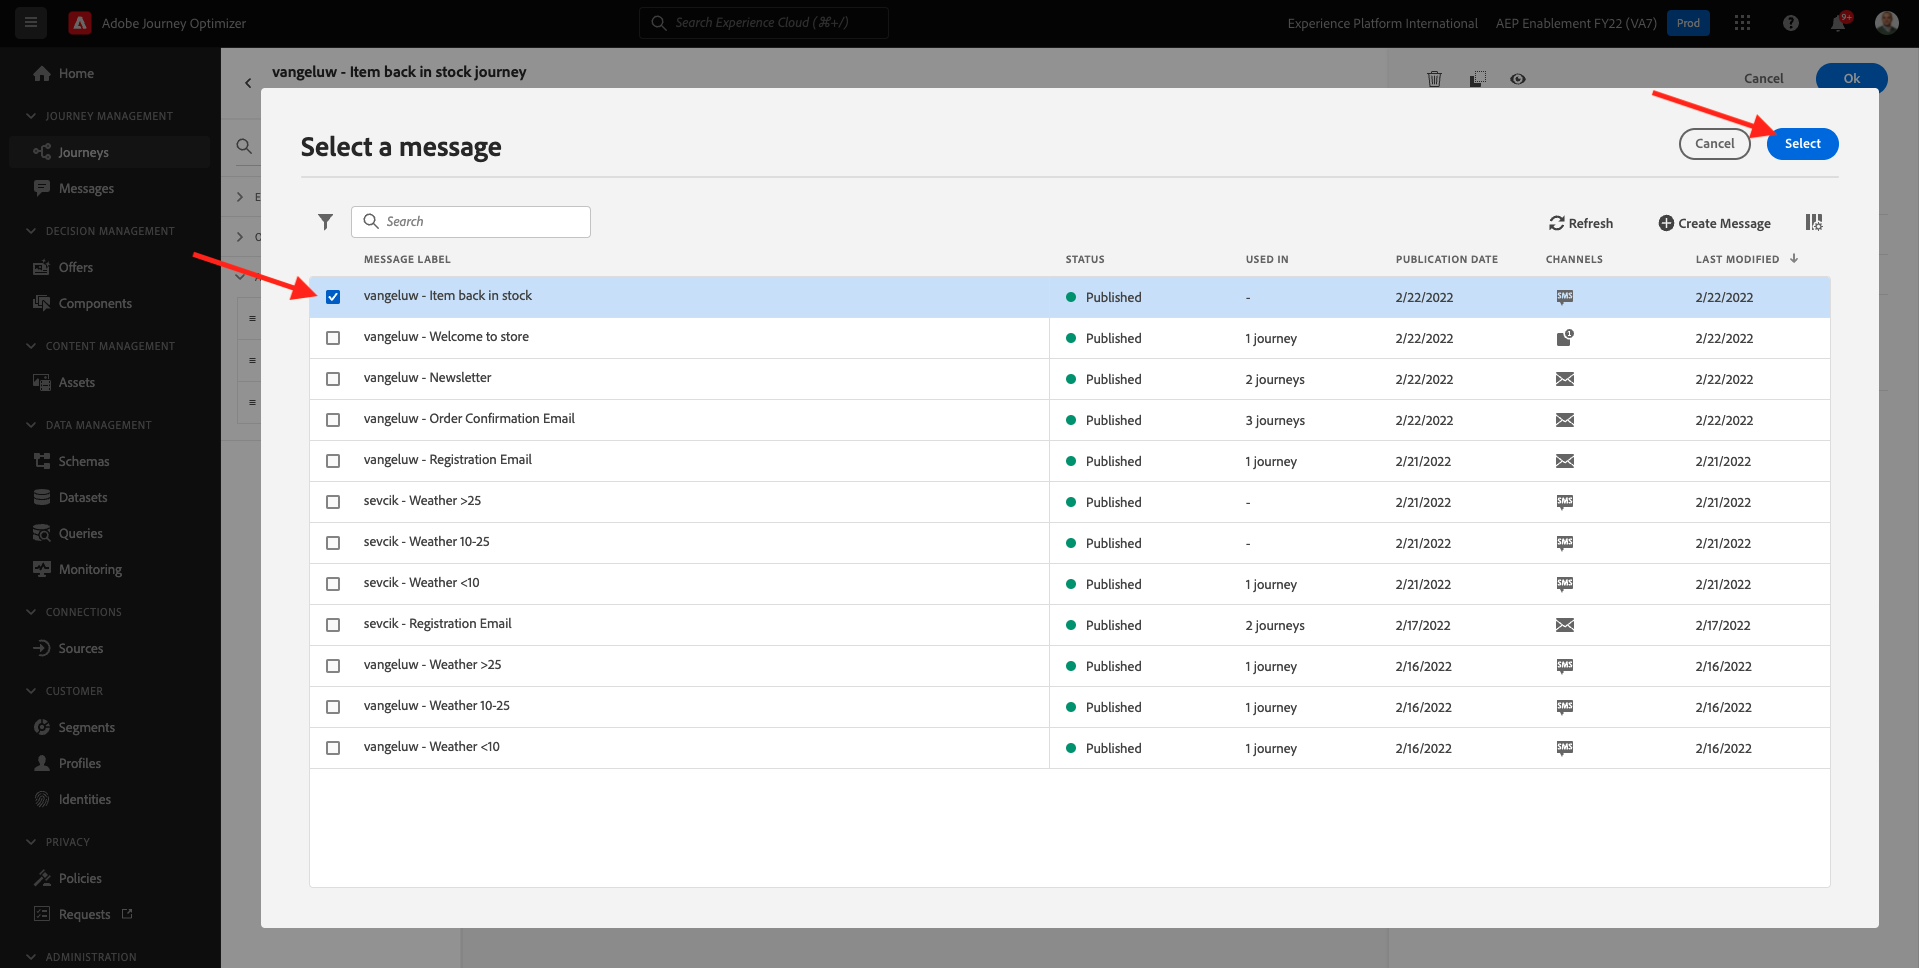 Adobe Journey Optimizer
Search Experience Cloud (⌘+/)
Experience Platform International
AEP Enablement FY22 (VA7)
Prod
9+
Home
JOURNEY MANAGEMENT
Journeys
Messages
DECISION MANAGEMENT
Offers
Components
CONTENT MANAGEMENT
Assets
DATA MANAGEMENT
Schemas
Datasets
Queries
Monitoring
CONNECTIONS
Sources
CUSTOMER
Segments
Profiles
Identities
PRIVACY
Policies
Requests
ADMINISTRATION
vangeluw - Item back in stock journey
Cancel
Ok
Select a message
Cancel
Select
Search
Refresh
Create Message
MESSAGE LABEL STATUS USED IN PUBLICATION DATE CHANNELS LAST MODIFIED
vangeluw - Item back in stock Published - 2/22/2022 SMS 2/22/2022
vangeluw - Welcome to store Published 1 journey 2/22/2022 1 2/22/2022
vangeluw - Newsletter Published 2 journeys 2/22/2022 2/22/2022
vangeluw - Order Confirmation Email Published 3 journeys 2/22/2022 2/22/2022
vangeluw - Registration Email Published 1 journey 2/21/2022 2/21/2022
sevcik - Weather >25 Published - 2/21/2022 SMS 2/21/2022
sevcik - Weather 10-25 Published - 2/21/2022 SMS 2/21/2022
sevcik - Weather <10 Published 1 journey 2/21/2022 SMS 2/21/2022
sevcik - Registration Email Published 2 journeys 2/17/2022 2/17/2022
vangeluw - Weather >25 Published 1 journey 2/16/2022 SMS 2/16/2022
vangeluw - Weather 10-25 Published 1 journey 2/16/2022 SMS 2/16/2022
vangeluw - Weather <10 Published 1 journey 2/16/2022 SMS 2/16/2022